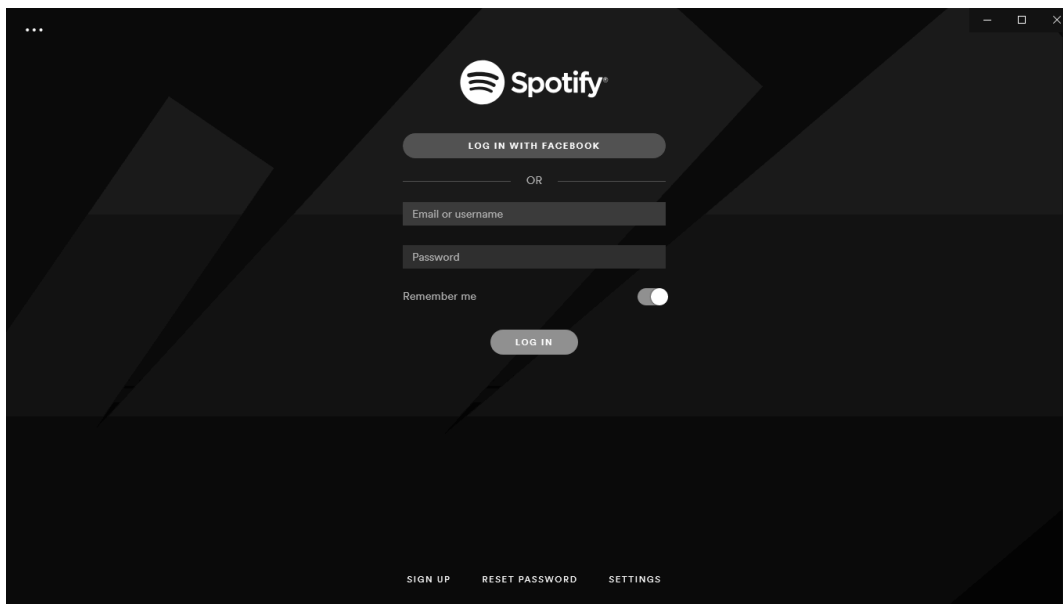 Spotify®
LOG IN WITH FACEBOOK
OR
Email or username
Password
Remember me
LOG IN
SIGN UP RESET PASSWORD SETTINGS